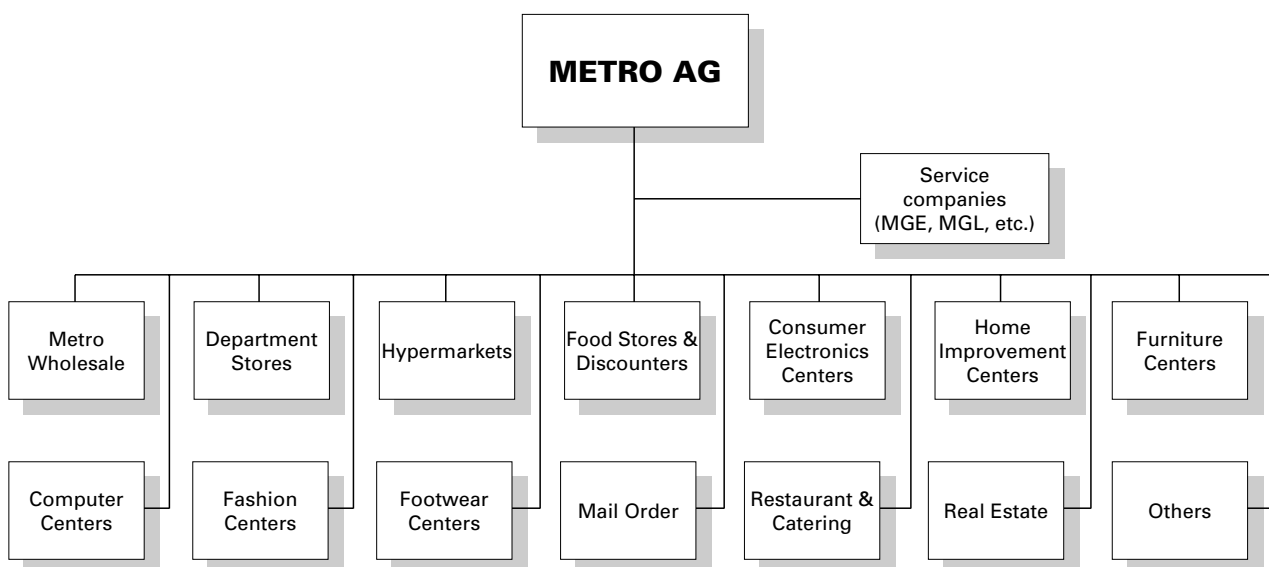 METRO AG
Service
companies
(MGE, MGL, etc.)
Metro
Wholesale
Department
Stores
Hypermarkets
Food Stores &
Discounters
Consumer
Electronics
Centers
Home
Improvement
Centers
Furniture
Centers
Computer
Centers
Fashion
Centers
Footwear
Centers
Mail Order
Restaurant &
Catering
Real Estate
Others